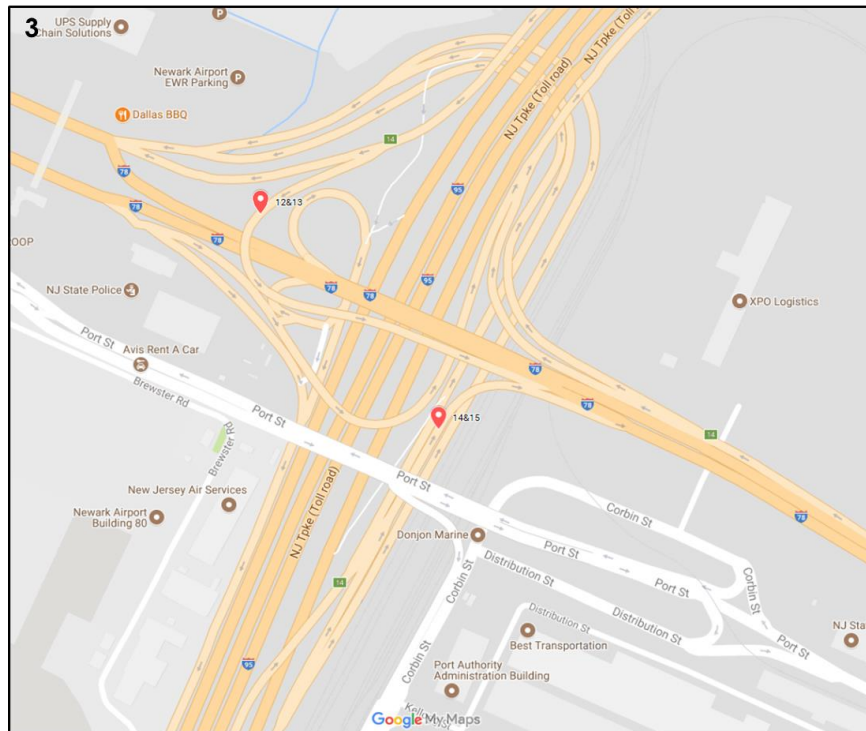 3
UPS Supply
Chain Solutions
P
NJ Tpke (Toll road)
Newark Airport
EWR Parking
P
NJ Tpke (Toll road)
Dallas BBQ
14
78
95
78
12&13
78
OOP
95
NJ State Police
78
78
XPO Logistics
Port St
Avis Rent A Car
Brewster Rd
78
Port St
78
14&15
14
Brewster Rd
NJ Tpke (Toll road)
Port St
New Jersey Air Services
Newark Airport
Building 80
Corbin St
78
Donjon Marine
Port St
Distribution St
Corbin St
14
Corbin St
Distribution St
Port St
Distribution St
Port St
NJ Sta
Best Transportation
95
Corbin St
Port Authority
Administration Building
Google My Maps